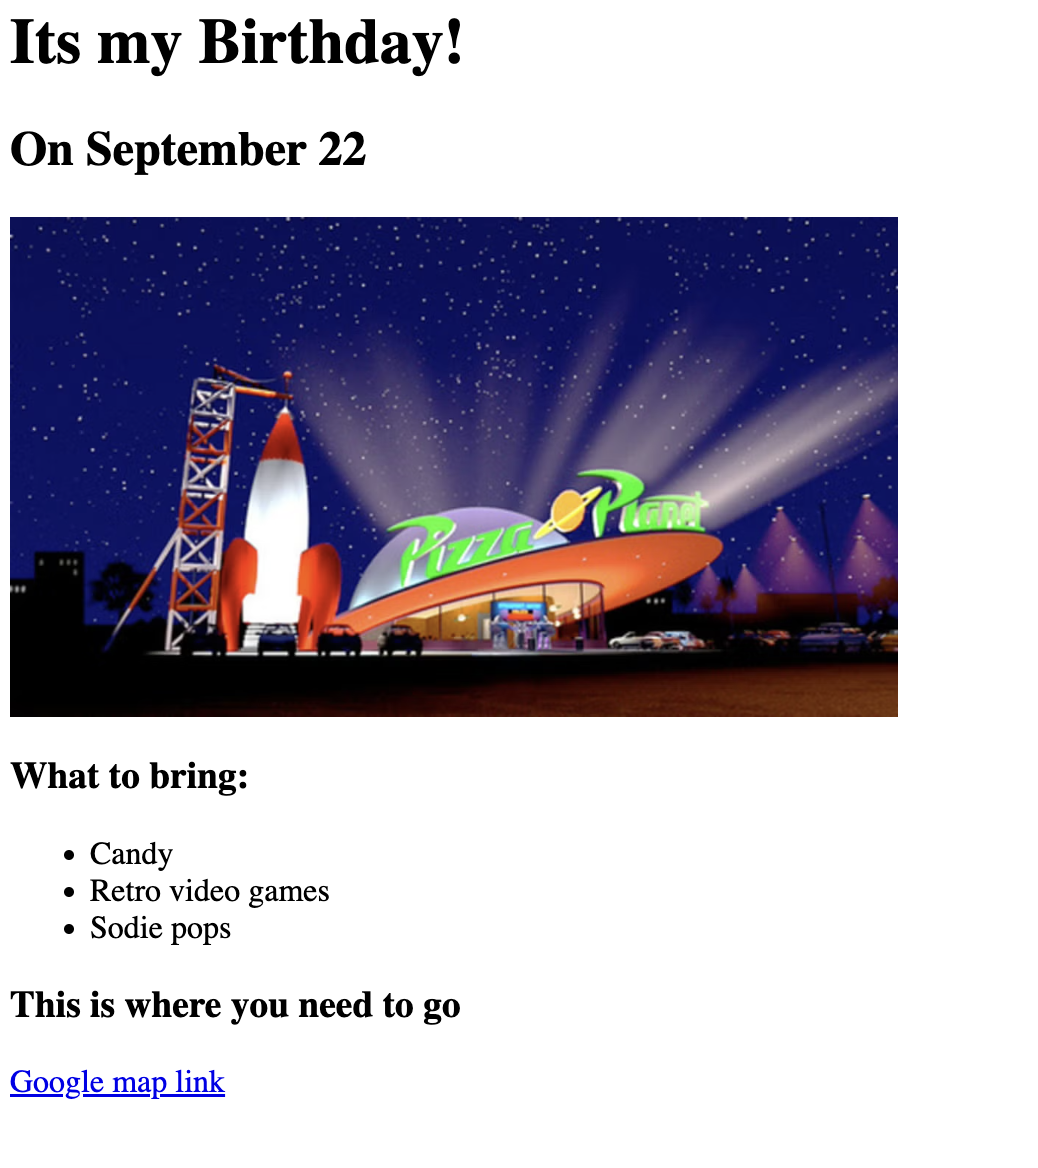 Its my Birthday!
On September 22
Pizza Planet
What to bring:
Candy
Retro video games
Sodie pops
This is where you need to go
Google map link